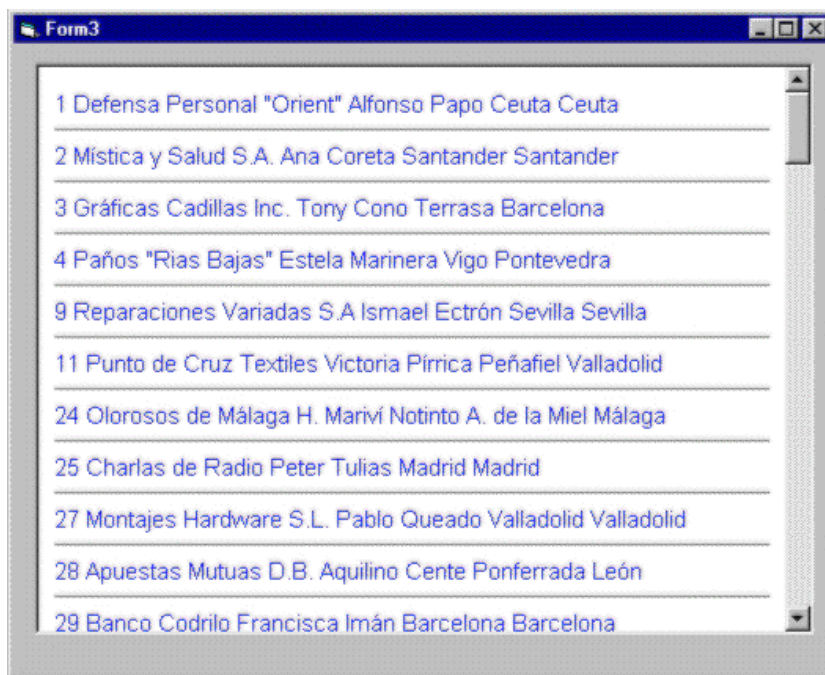 Form3
1 Defensa Personal "Orient" Alfonso Papo Ceuta Ceuta
2 Mística y Salud S.A. Ana Coreta Santander Santander
3 Gráficas Cadillas Inc. Tony Cono Terrasa Barcelona
4 Paños "Rias Bajas" Estela Marinera Vigo Pontevedra
9 Reparaciones Variadas S.A Ismael Ectrón Sevilla Sevilla
11 Punto de Cruz Textiles Victoria Pírrica Peñafiel Valladolid
24 Olorosos de Málaga H. Mariví Notinto A. de la Miel Málaga
25 Charlas de Radio Peter Tulias Madrid Madrid
27 Montajes Hardware S.L. Pablo Queado Valladolid Valladolid
28 Apuestas Mutuas D.B. Aquilino Cente Ponferrada León
29 Banco Codrilo Francisca Imán Barcelona Barcelona